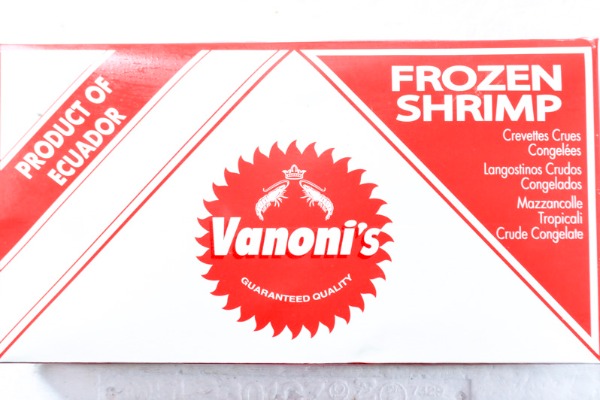 PRODUCT OF
ECUADOR
FROZEN
SHRIMP
Crevettes Crues
Congelées
Langostinos Crudos
Congelados
Mazzancolle
Tropicali
Crude Congelate
Vanoni's
GUARANTEED QUALITY